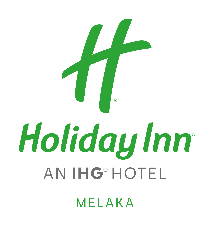 H
Holiday Inn
AN IHG® HOTEL
MELAKA